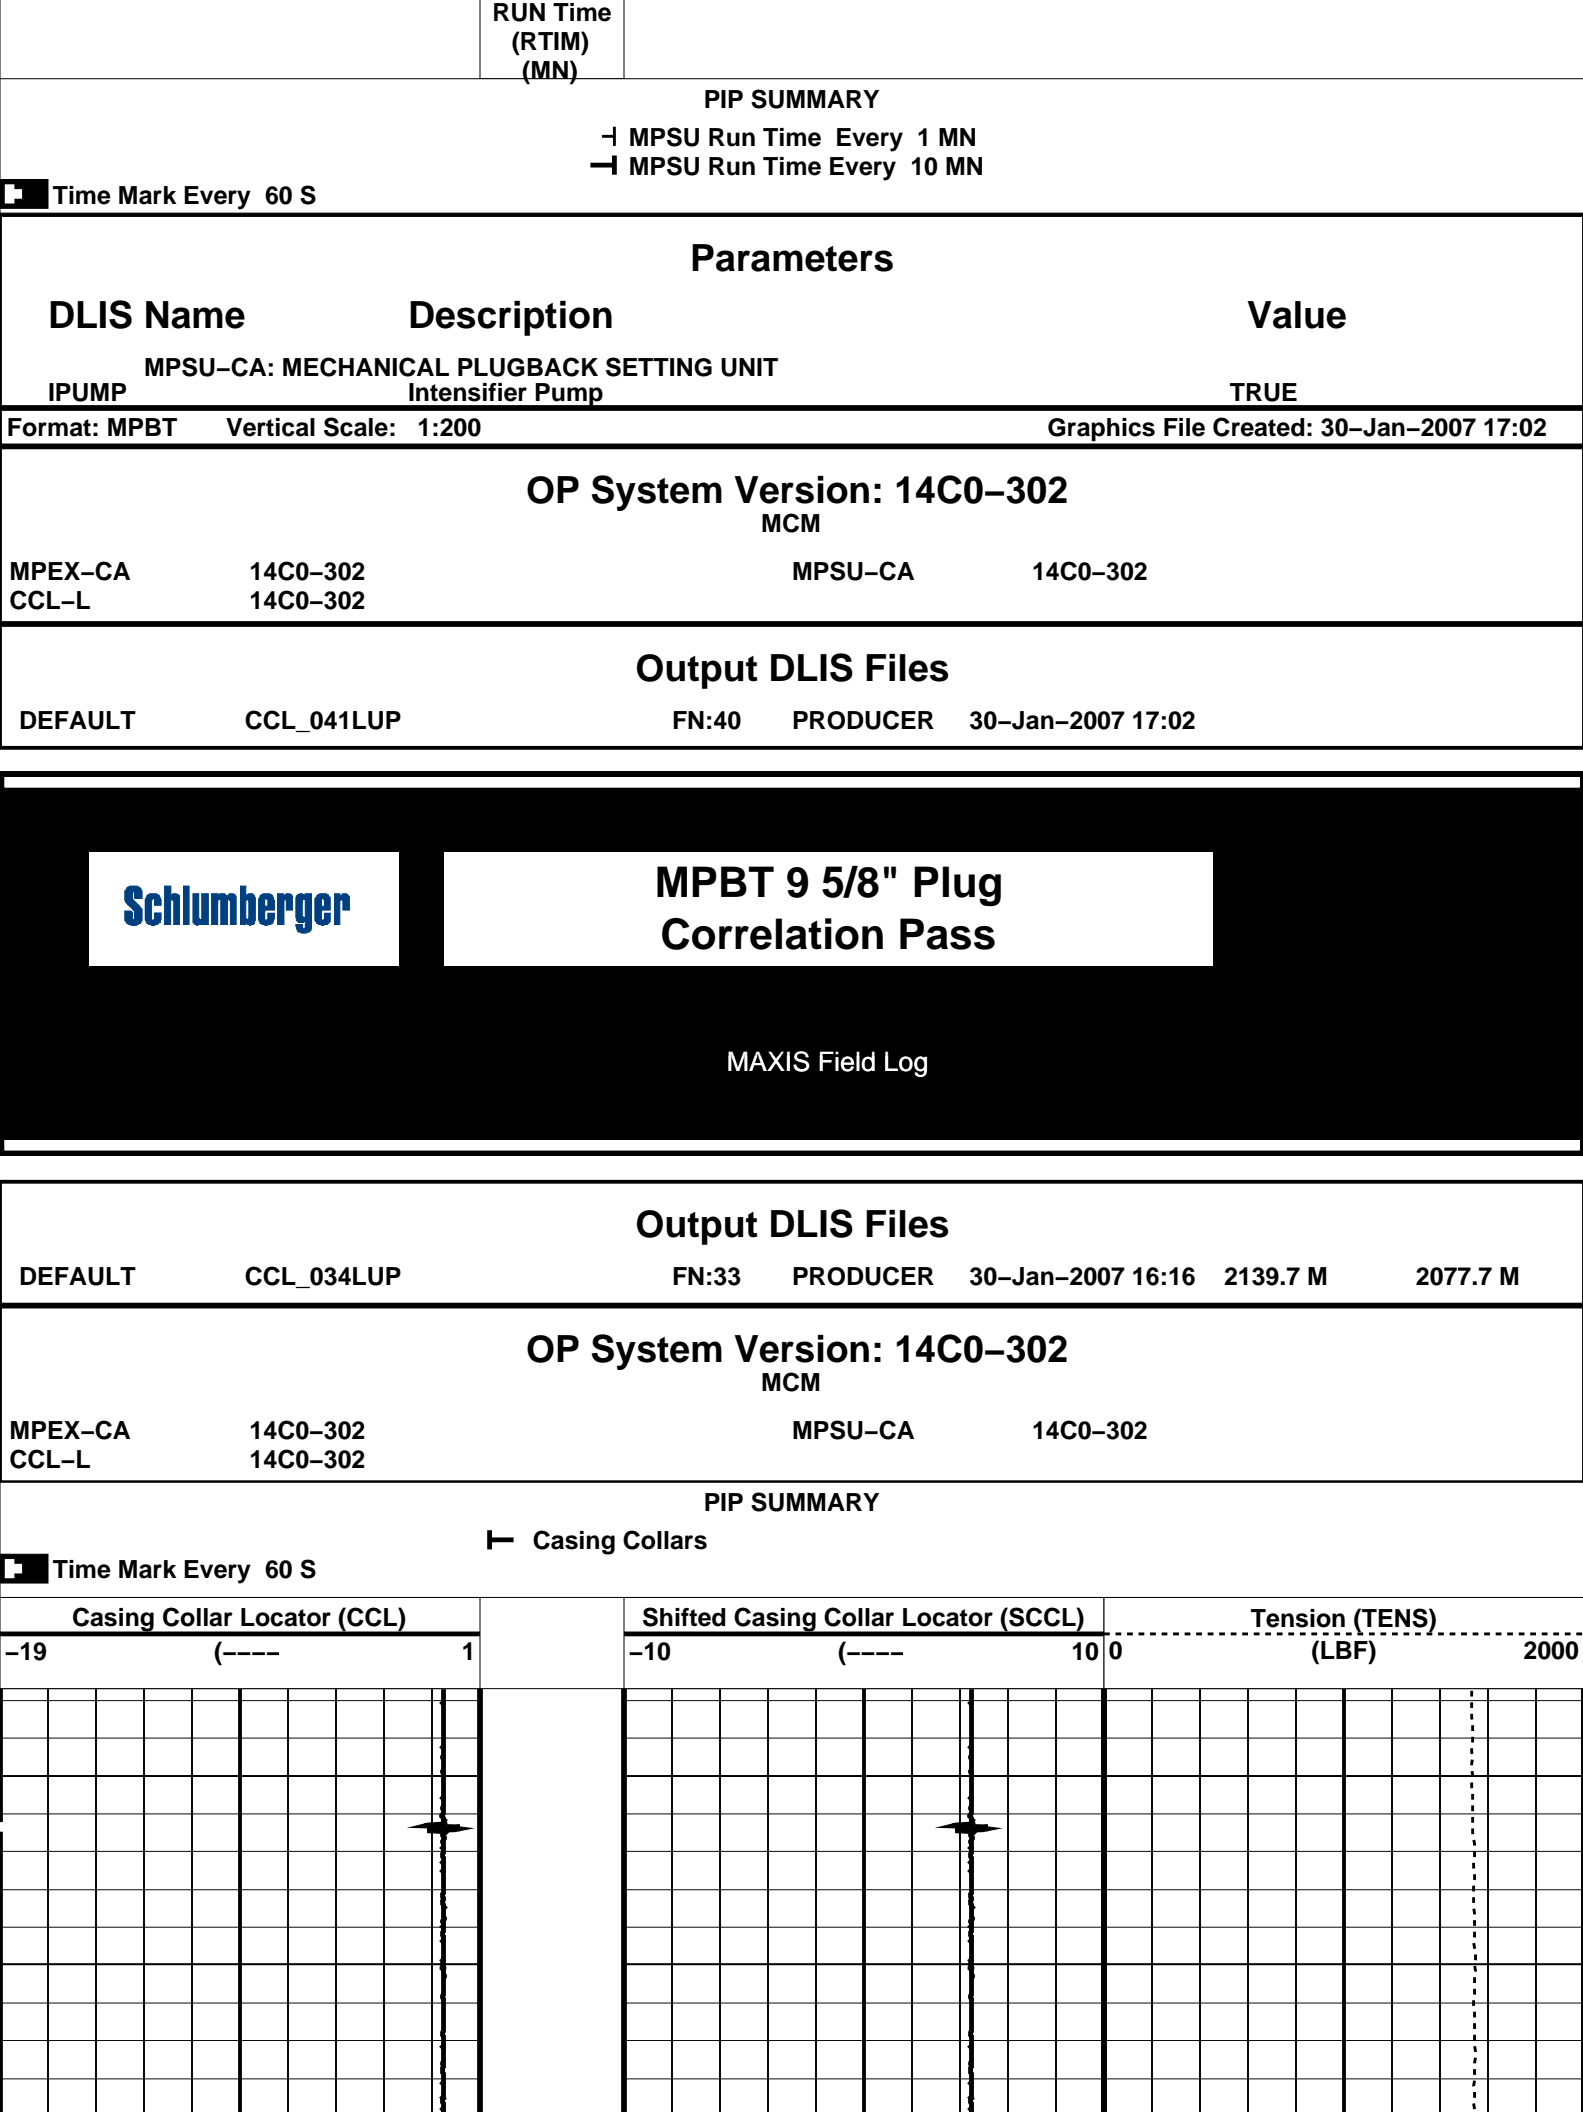 RUN Time
(RTIM)
(MN)
PIP SUMMARY
MPSU Run Time Every 1 MN
MPSU Run Time Every 10 MN
Time Mark Every 60 S
Parameters
DLIS Name Description Value
MPSU−CA: MECHANICAL PLUGBACK SETTING UNIT
IPUMP Intensifier Pump TRUE
Format: MPBT Vertical Scale: 1:200 Graphics File Created: 30−Jan−2007 17:02
OP System Version: 14C0−302
MCM
MPEX−CA 14C0−302 MPSU−CA 14C0−302
CCL−L 14C0−302
Output DLIS Files
DEFAULT CCL_041LUP FN:40 PRODUCER 30−Jan−2007 17:02
Schlumberger
MPBT 9 5/8" Plug
Correlation Pass
MAXIS Field Log
Output DLIS Files
DEFAULT CCL_034LUP FN:33 PRODUCER 30−Jan−2007 16:16 2139.7 M 2077.7 M
OP System Version: 14C0−302
MCM
MPEX−CA 14C0−302 MPSU−CA 14C0−302
CCL−L 14C0−302
PIP SUMMARY
Casing Collars
Time Mark Every 60 S
Casing Collar Locator (CCL) Shifted Casing Collar Locator (SCCL) Tension (TENS)
−19 (−−−− 1 −10 (−−−− 10 0 (LBF) 2000